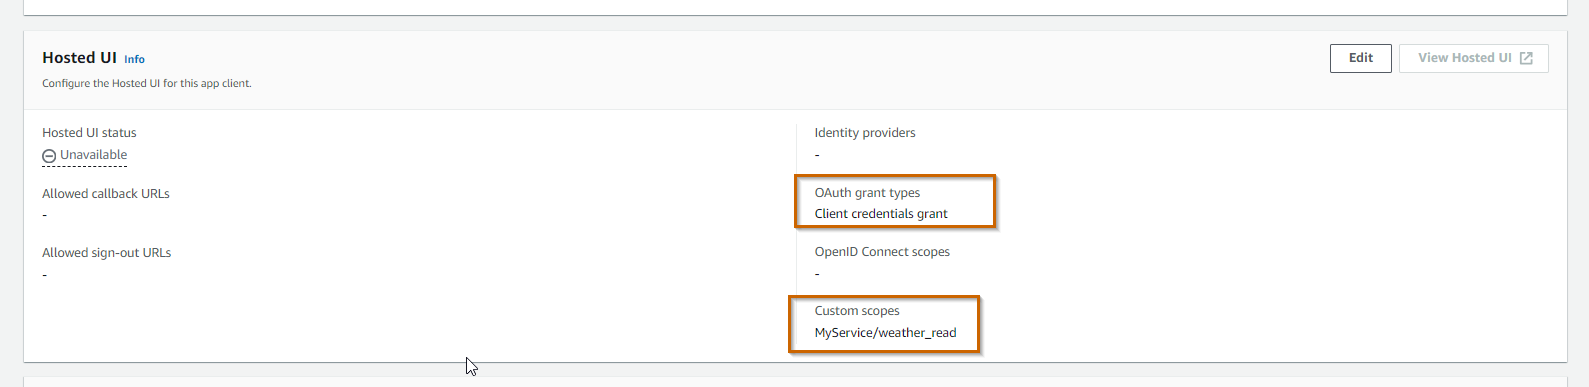 Hosted UI Info
Edit
View Hosted UI
Configure the Hosted UI for this app client.
Hosted UI status
Unavailable
Allowed callback URLs
-
Allowed sign-out URLs
-
Identity providers
-
OAuth grant types
Client credentials grant
OpenID Connect scopes
-
Custom scopes
MyService/weather_read